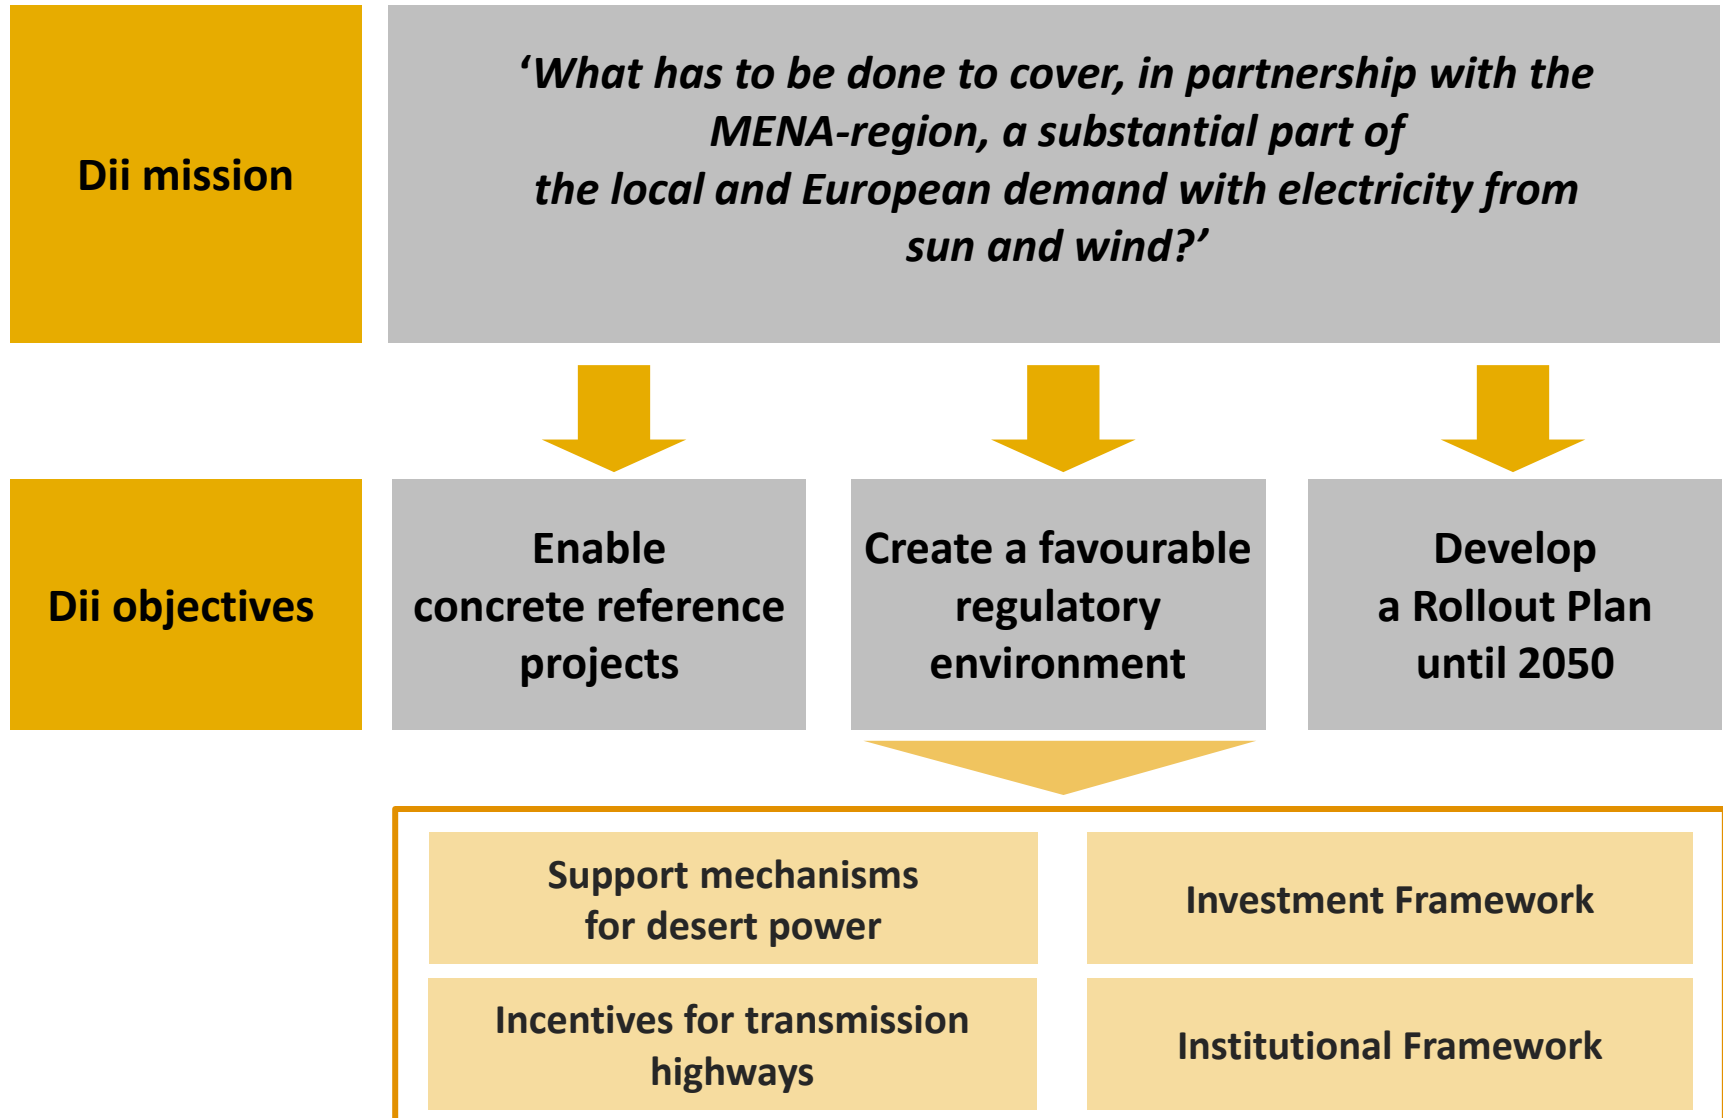 Dii mission
‘What has to be done to cover, in partnership with the
MENA-region, a substantial part of
the local and European demand with electricity from
sun and wind?’
Dii objectives
Enable
concrete reference
projects
Create a favourable
regulatory
environment
Develop
a Rollout Plan
until 2050
Support mechanisms
for desert power
Investment Framework
Incentives for transmission
highways
Institutional Framework